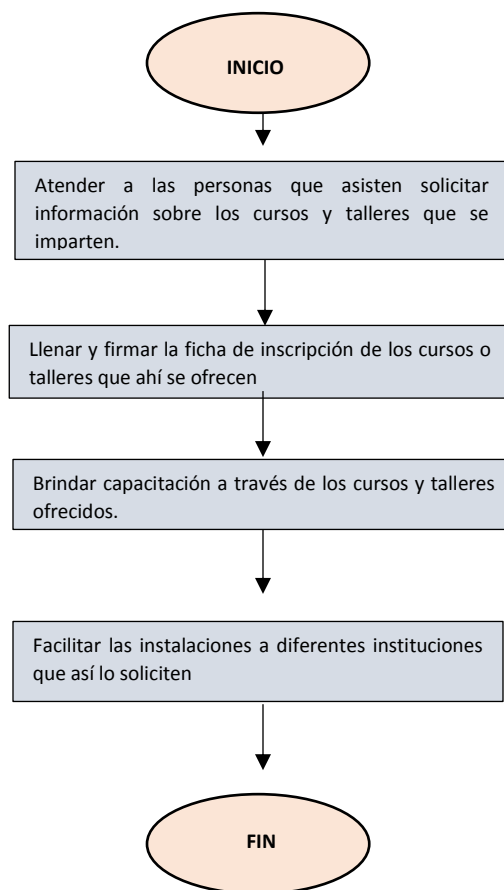 INICIO
Atender a las personas que asisten solicitar
información sobre los cursos y talleres que se
imparten.
Llenar y firmar la ficha de inscripción de los cursos o
talleres que ahí se ofrecen
Brindar capacitación a través de los cursos y talleres
ofrecidos.
Facilitar las instalaciones a diferentes instituciones
que así lo soliciten
FIN